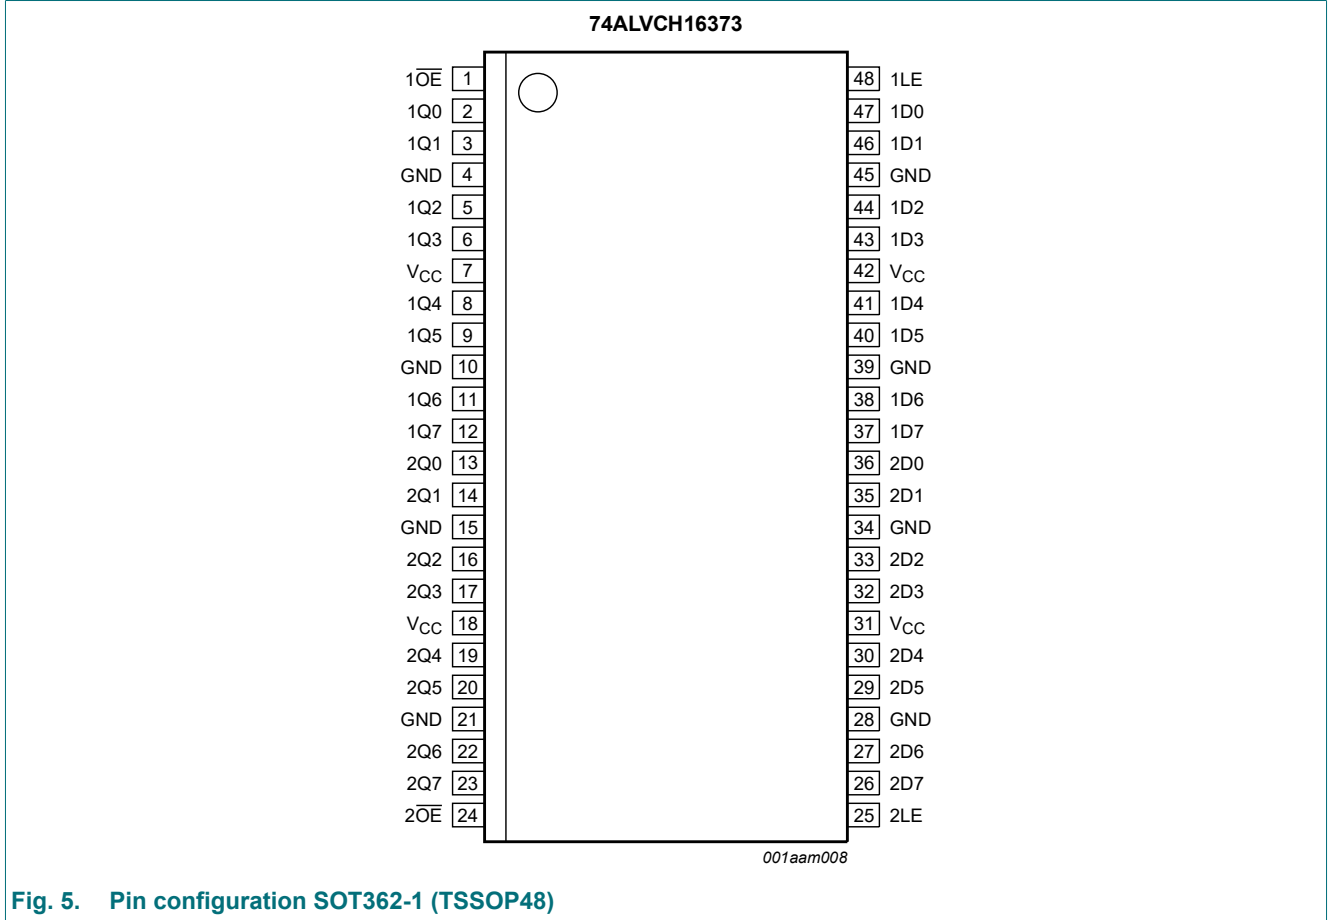 74ALVCH16373
1O̅E̅ 1 48 1LE
1Q0 2 47 1D0
1Q1 3 46 1D1
GND 4 45 GND
1Q2 5 44 1D2
1Q3 6 43 1D3
VCC 7 42 VCC
1Q4 8 41 1D4
1Q5 9 40 1D5
GND 10 39 GND
1Q6 11 38 1D6
1Q7 12 37 1D7
2Q0 13 36 2D0
2Q1 14 35 2D1
GND 15 34 GND
2Q2 16 33 2D2
2Q3 17 32 2D3
VCC 18 31 VCC
2Q4 19 30 2D4
2Q5 20 29 2D5
GND 21 28 GND
2Q6 22 27 2D6
2Q7 23 26 2D7
2O̅E̅ 24 25 2LE
001aam008
Fig. 5. Pin configuration SOT362-1 (TSSOP48)